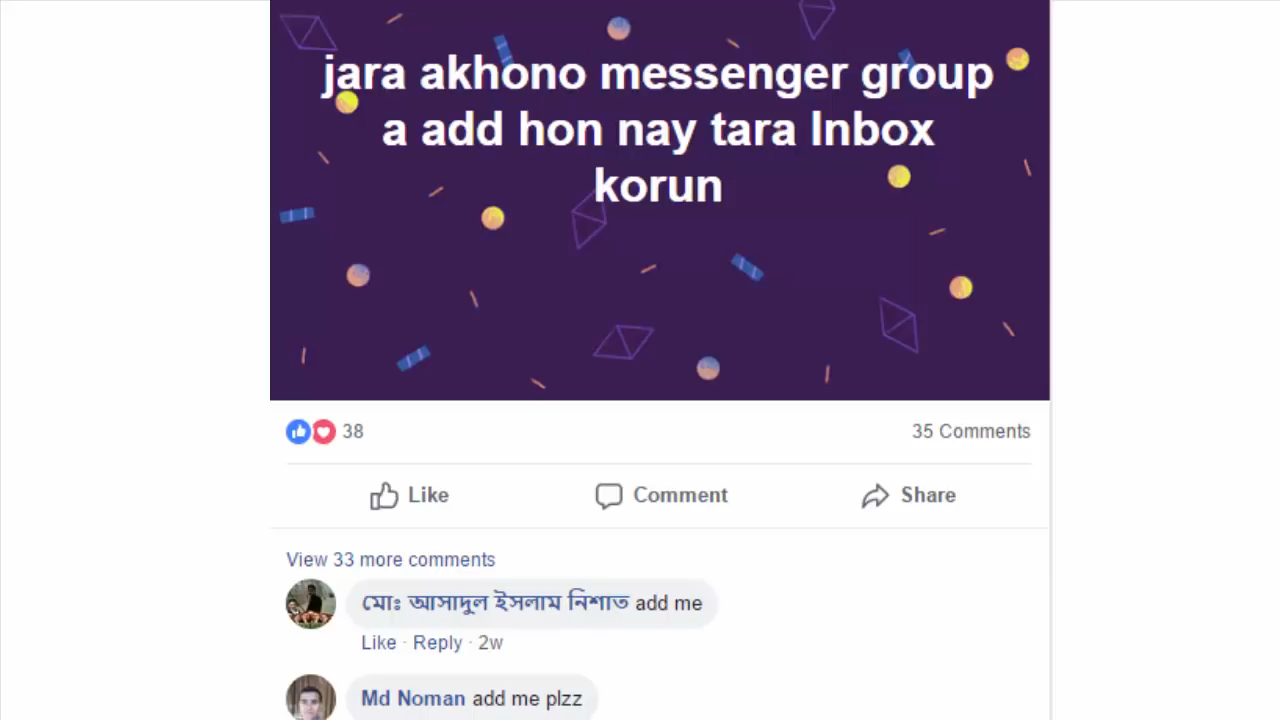 jara akhono messenger group
a add hon nay tara Inbox
korun
38
35 Comments
Like
Comment
Share
View 33 more comments
মোঃ আসাদুল ইসলাম নিশাত add me
Like · Reply · 2w
Md Noman add me plzz